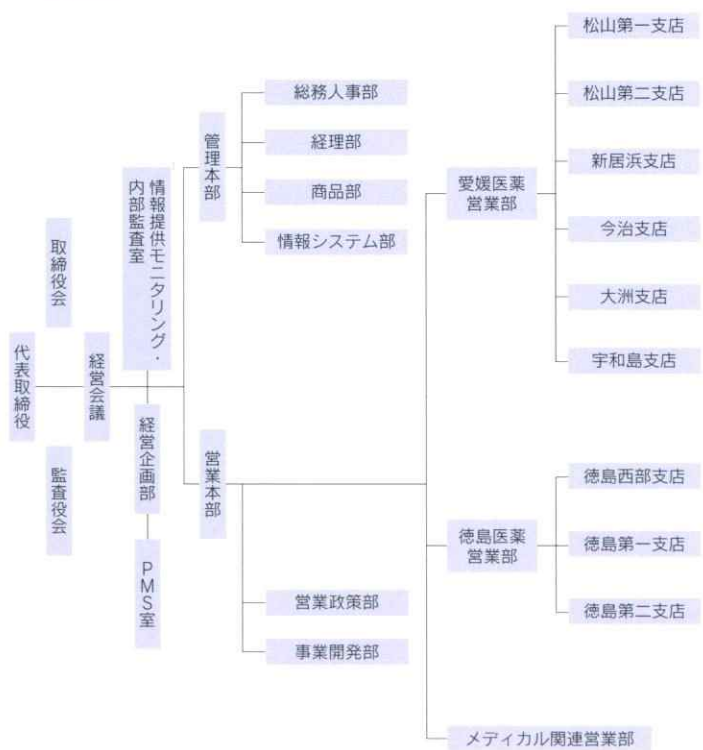 代表取締役
取締役会
監査役会
経営会議
情報提供モニタリング・
内部監査室
経営企画部
PMS室
管理本部
総務人事部
経理部
商品部
情報システム部
営業本部
営業政策部
事業開発部
愛媛医薬
営業部
松山第一支店
松山第二支店
新居浜支店
今治支店
大洲支店
宇和島支店
徳島医薬
営業部
徳島西部支店
徳島第一支店
徳島第二支店
メディカル関連営業部